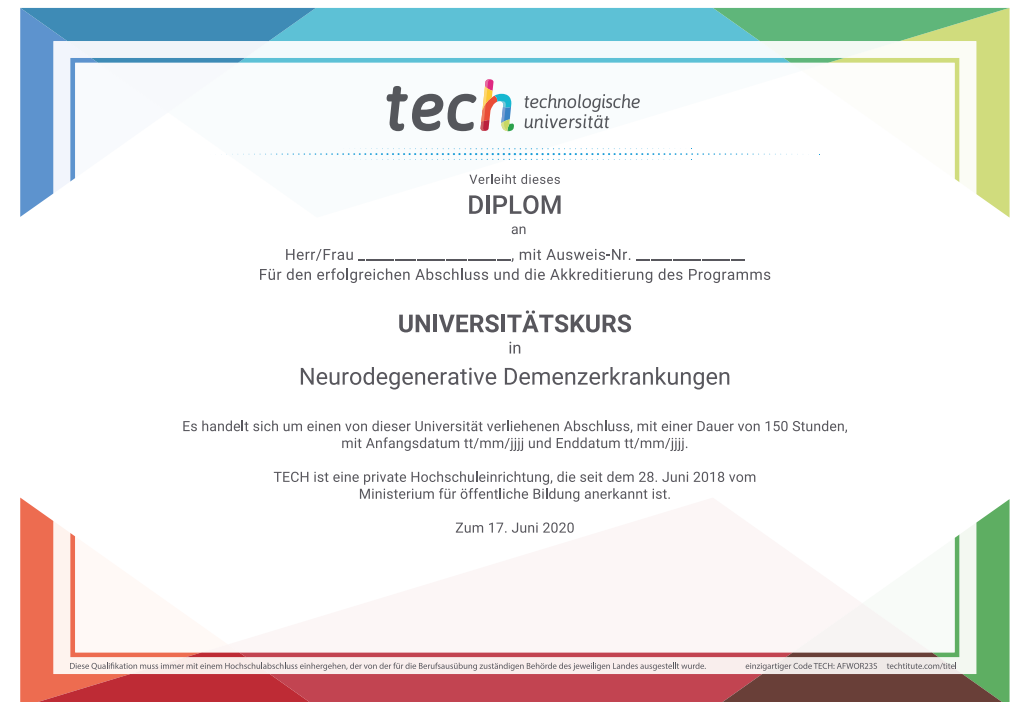 tech technologische
universität
Verleiht dieses
DIPLOM
an
Herr/Frau ____________________, mit Ausweis-Nr. ______________
Für den erfolgreichen Abschluss und die Akkreditierung des Programms
UNIVERSITÄTSKURS
in
Neurodegenerative Demenzerkrankungen
Es handelt sich um einen von dieser Universität verliehenen Abschluss, mit einer Dauer von 150 Stunden,
mit Anfangsdatum tt/mm/jjjj und Enddatum tt/mm/jjjj.
TECH ist eine private Hochschuleinrichtung, die seit dem 28. Juni 2018 vom
Ministerium für öffentliche Bildung anerkannt ist.
Zum 17. Juni 2020
Diese Qualifikation muss immer mit einem Hochschulabschluss einhergehen, der von der für die Berufsausübung zuständigen Behörde des jeweiligen Landes ausgestellt wurde. einzigartiger Code TECH: AFWOR23S techtitute.com/titel